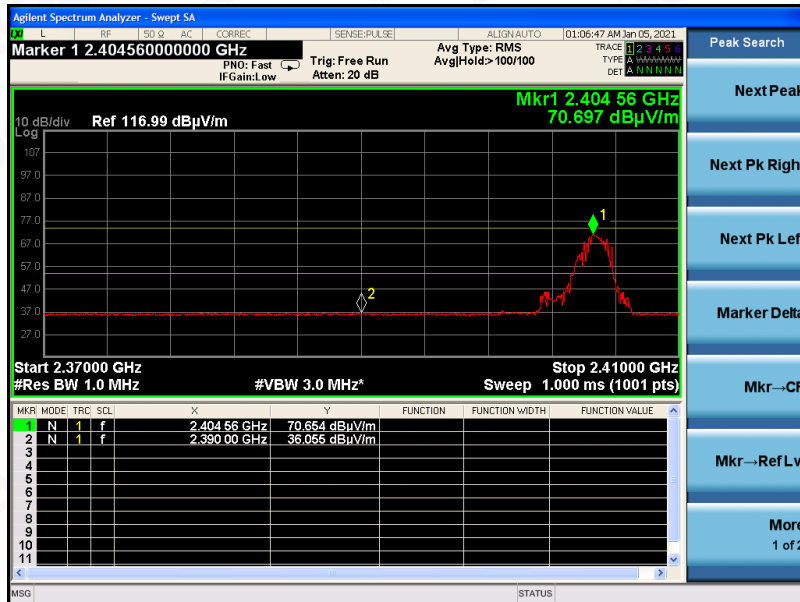 Agilent Spectrum Analyzer - Swept SA
LXI L RF 50 Ω AC CORREC SENSE:PULSE ALIGN AUTO 01:06:47 AM Jan 05, 2021
Marker 1 2.404560000000 GHz
PNO: Fast
IFGain:Low
Trig: Free Run
Atten: 20 dB
Avg Type: RMS
Avg|Hold:>100/100
TRACE 1 2 3 4 5 6
TYPE A
DET A N N N N N
Peak Search
Next Peak
Next Pk Righ
Next Pk Lef
Marker Delta
Mkr→CF
Mkr→Ref Lv
More
1 of 2
Mkr1 2.404 56 GHz
70.697 dBµV/m
10 dB/div Ref 116.99 dBµV/m
Log
107
97.0
87.0
77.0
67.0
57.0
47.0
37.0
27.0
1
2
Start 2.37000 GHz Stop 2.41000 GHz
#Res BW 1.0 MHz #VBW 3.0 MHz* Sweep 1.000 ms (1001 pts)
MKR MODE TRC SCL X Y FUNCTION FUNCTION WIDTH FUNCTION VALUE
1 N 1 f 2.404 56 GHz 70.654 dBµV/m
2 N 1 f 2.390 00 GHz 36.055 dBµV/m
3
4
5
6
7
8
9
10
11
MSG STATUS